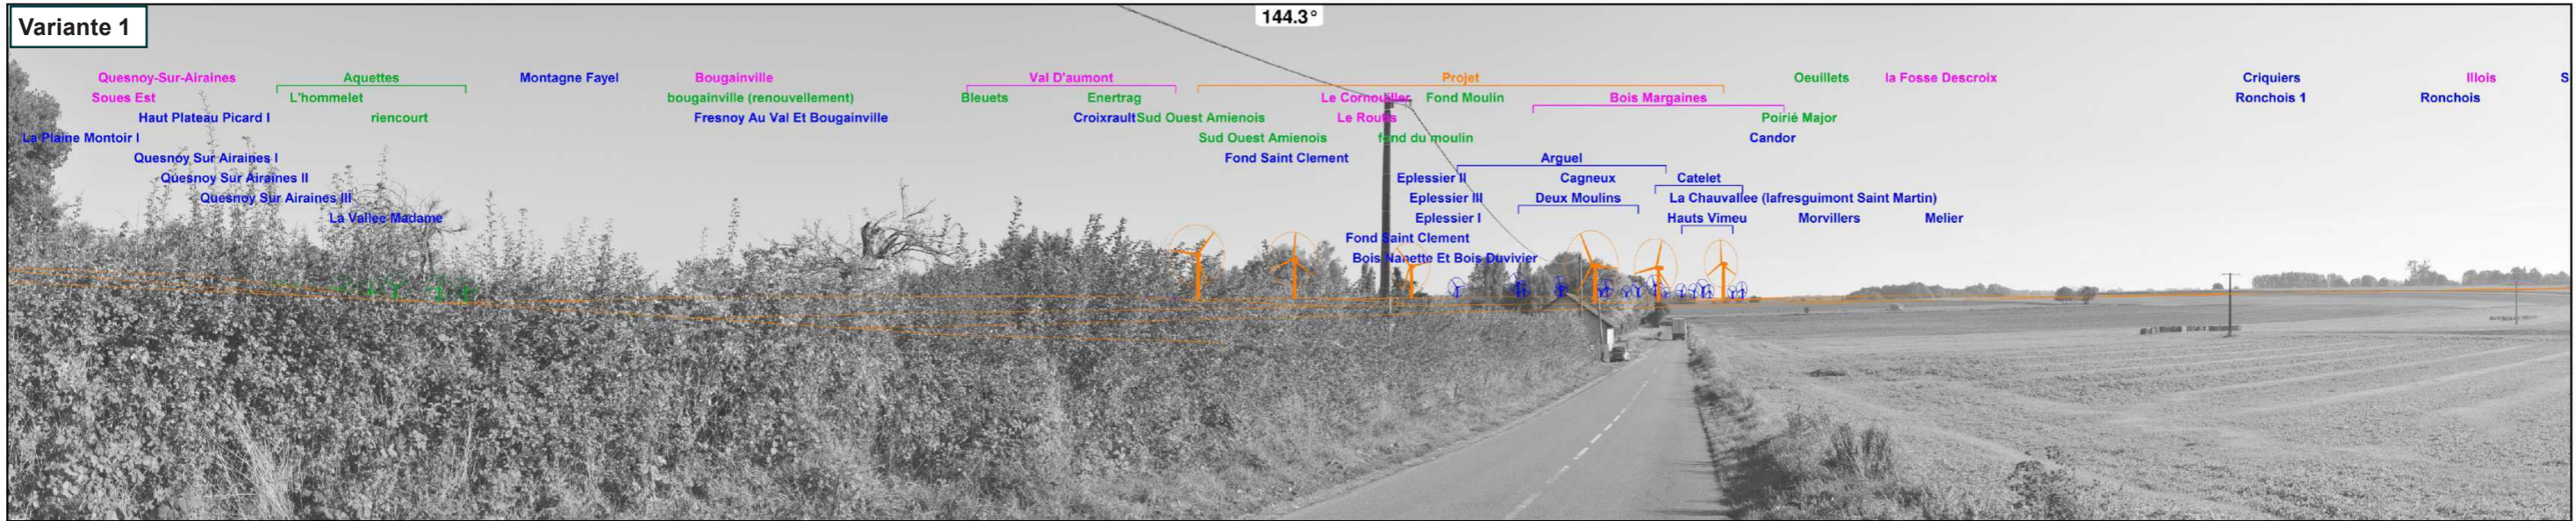 144.3°
Variante 1
Quesnoy-Sur-Airaines Aquettes Montagne Fayel Bougainville Val D'aumont Projet Oeuillets la Fosse Descroix Criquiers Illois S
Soues Est L'hommelet bougainville (renouvellement) Bleuets Enertrag Le Cornouiller Fond Moulin Bois Margaines Ronchois 1 Ronchois
Haut Plateau Picard I riencourt Fresnoy Au Val Et Bougainville Croixrault Sud Ouest Amienois Le Routis Poirié Major
La Plaine Montoir I Sud Ouest Amienois fond du moulin Candor
Quesnoy Sur Airaines I Fond Saint Clement Arguel
Quesnoy Sur Airaines II Eplessier II Cagneux Catelet
Quesnoy Sur Airaines III Eplessier III Deux Moulins La Chauvallee (lafresguimont Saint Martin)
La Vallee Madame Eplessier I Hauts Vimeu Morvillers Melier
Fond Saint Clement
Bois Nanette Et Bois Duvivier